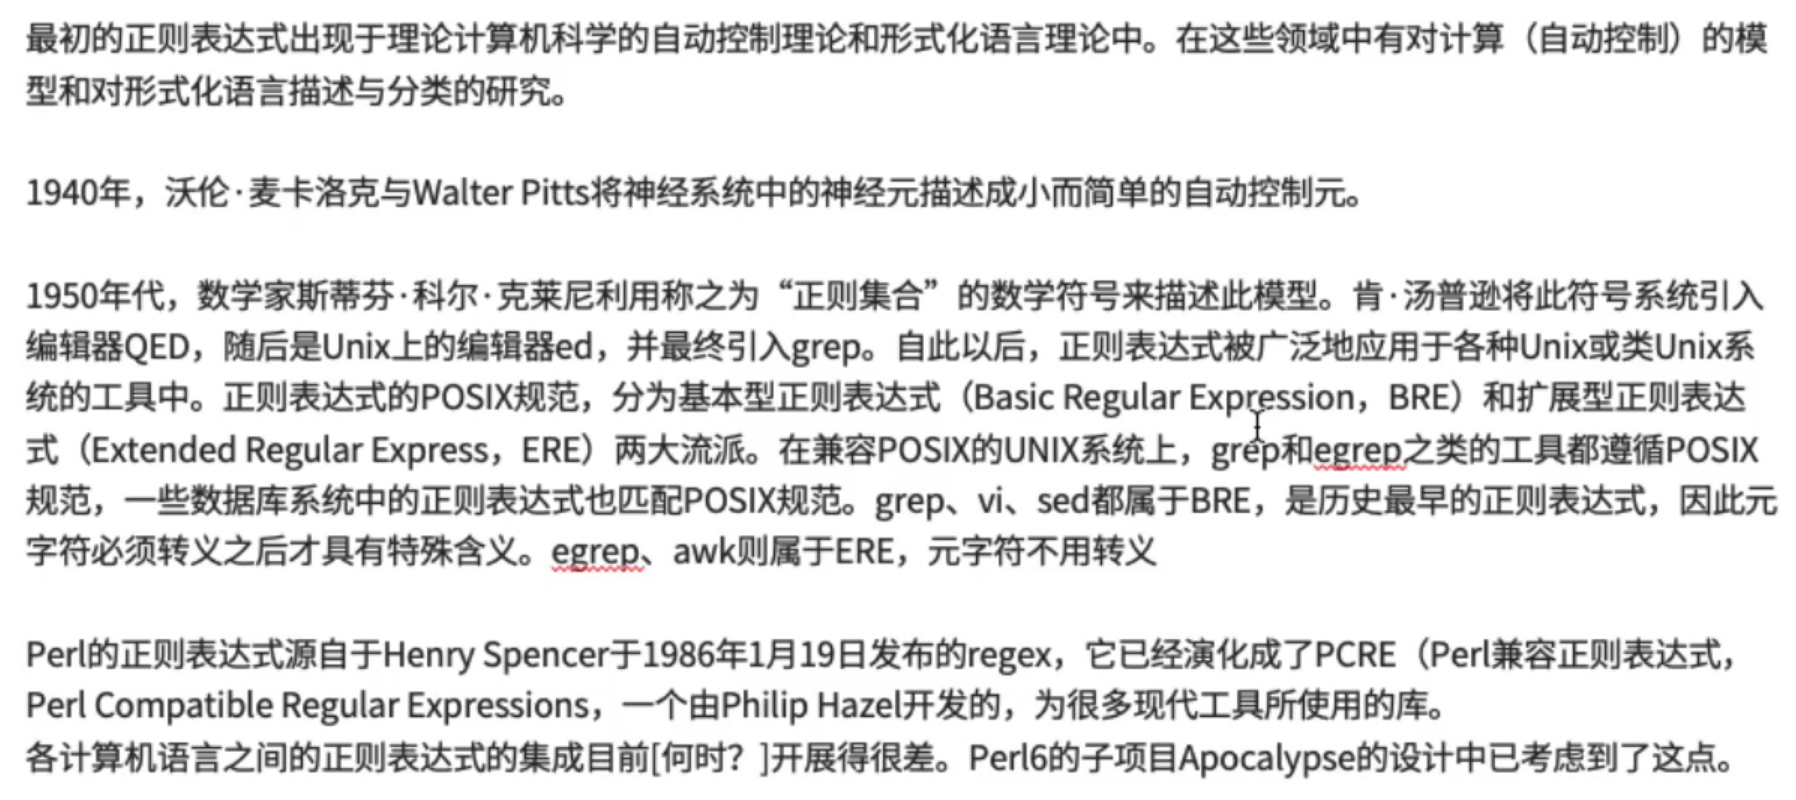 最初的正则表达式出现于理论计算机科学的自动控制理论和形式化语言理论中。在这些领域中有对计算（自动控制）的模
型和对形式化语言描述与分类的研究。
1940年，沃伦·麦卡洛克与Walter Pitts将神经系统中的神经元描述成小而简单的自动控制元。
1950年代，数学家斯蒂芬·科尔·克莱尼利用称之为“正则集合”的数学符号来描述此模型。肯·汤普逊将此符号系统引入
编辑器QED，随后是Unix上的编辑器ed，并最终引入grep。自此以后，正则表达式被广泛地应用于各种Unix或类Unix系
统的工具中。正则表达式的POSIX规范，分为基本型正则表达式（Basic Regular Expression，BRE）和扩展型正则表达
式（Extended Regular Express，ERE）两大流派。在兼容POSIX的UNIX系统上，grep和egrep之类的工具都遵循POSIX
规范，一些数据库系统中的正则表达式也匹配POSIX规范。grep、vi、sed都属于BRE，是历史最早的正则表达式，因此元
字符必须转义之后才具有特殊含义。egrep、awk则属于ERE，元字符不用转义
Perl的正则表达式源自于Henry Spencer于1986年1月19日发布的regex，它已经演化成了PCRE（Perl兼容正则表达式，
Perl Compatible Regular Expressions，一个由Philip Hazel开发的，为很多现代工具所使用的库。
各计算机语言之间的正则表达式的集成目前[何时？]开展得很差。Perl6的子项目Apocalypse的设计中已考虑到了这点。